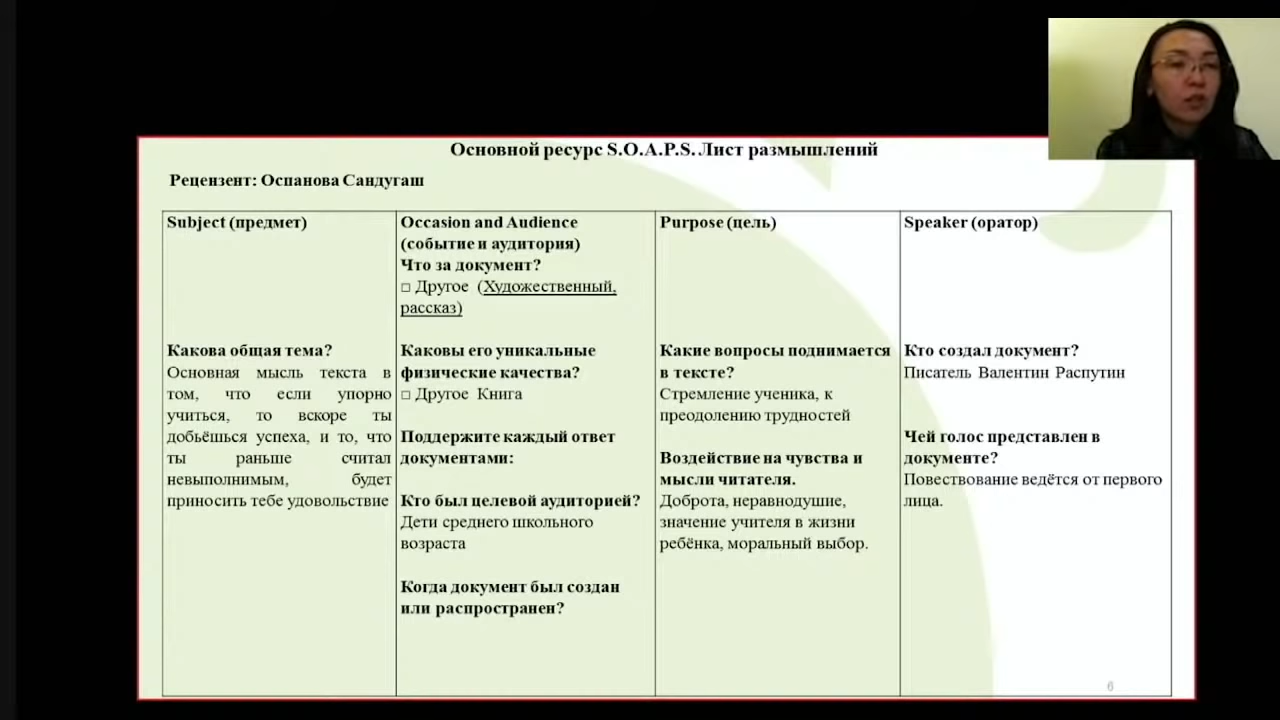 Основной ресурс S.O.A.P.S. Лист размышлений
Рецензент: Оспанова Сандугаш
Subject (предмет)
Какова общая тема?
Основная мысль текста в
том, что если упорно
учиться, то вскоре ты
добьёшься успеха, и то, что
ты раньше считал
невыполнимым, будет
приносить тебе удовольствие
Occasion and Audience
(событие и аудитория)
Что за документ?
□ Другое (Художественный,
рассказ)
Каковы его уникальные
физические качества?
□ Другое Книга
Поддержите каждый ответ
документами:
Кто был целевой аудиторией?
Дети среднего школьного
возраста
Когда документ был создан
или распространен?
Purpose (цель)
Какие вопросы поднимается
в тексте?
Стремление ученика, к
преодолению трудностей
Воздействие на чувства и
мысли читателя.
Доброта, неравнодушие,
значение учителя в жизни
ребёнка, моральный выбор.
Speaker (оратор)
Кто создал документ?
Писатель Валентин Распутин
Чей голос представлен в
документе?
Повествование ведётся от первого
лица.
6